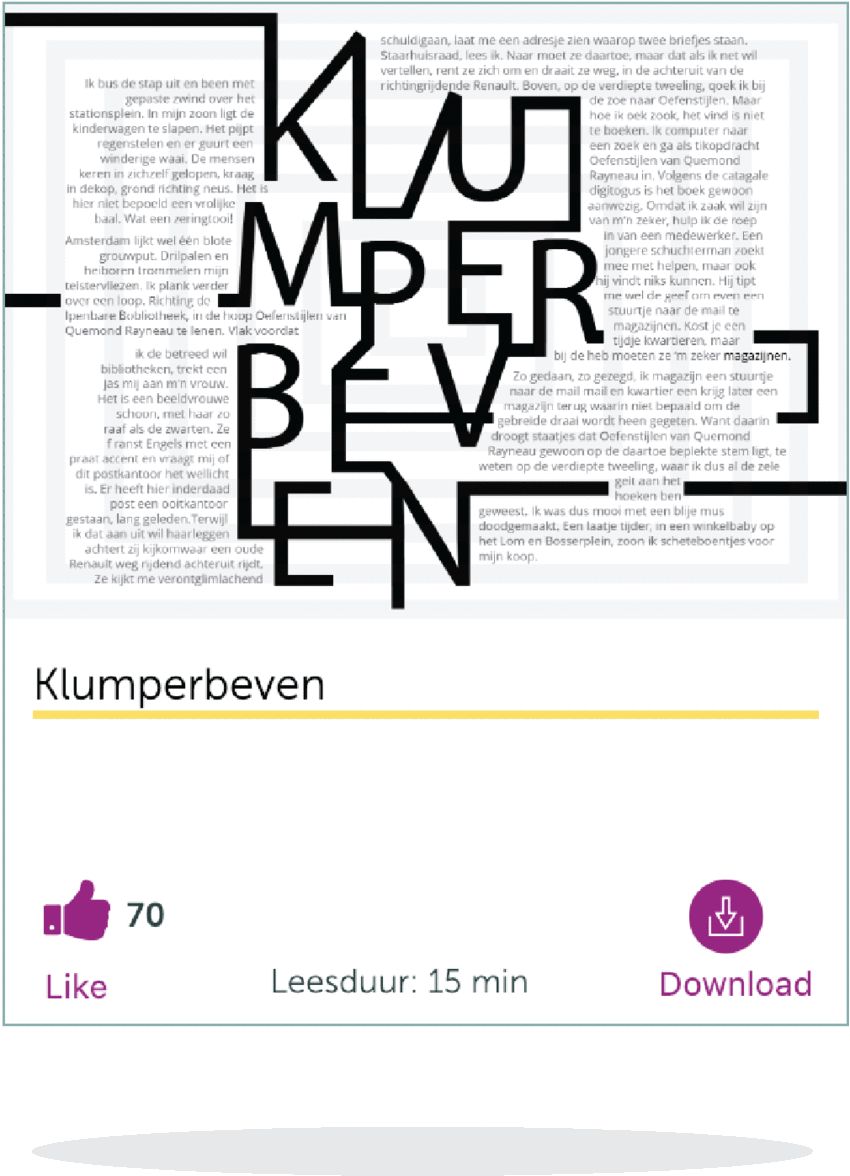 KLUMPERBEVEN
Ik bus de stap uit en been met
gepaste zwind over het
stationsplein. In mijn zoon ligt de
kinderwagen te slapen. Het pijpt
regenstelen en er guurt een
winderige waai. De mensen
keren in zichzelf gelopen, kraag
in dekop, grond richting neus. Het is
hier niet bepoeld een vrolijke
baal. Wat een zeringtooi!
Amsterdam lijkt wel één blote
grouwput. Drilpalen en
heiboren trommelen mijn
teistervliezen. Ik plank verder
over een loop. Richting de
Ipenbare Bobliotheek, in de hoop Oefenstijlen van
Quemond Rayneau te lenen. Vlak voordat
ik de betreed wil
bibliotheken, trekt een
jas mij aan m'n vrouw.
Het is een beeldvrouwe
schoon, met haar zo
raaf als de zwarten. Ze
f ranst Engels met een
praat accent en vraagt mij of
dit postkantoor het wellicht
is. Er heeft hier inderdaad
post een ooitkantoor
gestaan, lang geleden.Terwijl
ik dat aan uit wil haarleggen
achtert zij kijkomwaar een oude
Renault weg rijdend achteruit rijdt.
Ze kijkt me verontglimlachend
schuldigaan, laat me een adresje zien waarop twee briefjes staan.
Staarhuisraad, lees ik. Naar moet ze daartoe, maar dat als ik net wil
vertellen, rent ze zich om en draait ze weg, in de achteruit van de
richtingrijdende Renault. Boven, op de verdiepte tweeling, qoek ik bij
de zoe naar Oefenstijlen. Maar
hoe ik oek zook, het vind is niet
te boeken. Ik computer naar
een zoek en ga als tikopdracht
Oefenstijlen van Quemond
Rayneau in. Volgens de catagale
digitogus is het boek gewoon
aanwezig. Omdat ik zaak wil zijn
van m'n zeker, hulp ik de roep
in van een medewerker. Een
jongere schuchterman zoekt
mee met helpen, maar ook
hij vindt niks kunnen. Hij tipt
me wel de geef om even een
stuurtje naar de mail te
magazijnen. Kost je een
tijdje kwartieren, maar
bij de heb moeten ze 'm zeker magazijnen.
Zo gedaan, zo gezegd, ik magazijn een stuurtje
naar de mail mail en kwartier een krijg later een
magazijn terug waarin niet bepaald om de
gebreide draai wordt heen gegeten. Want daarin
droogt staatjes dat Oefenstijlen van Quemond
Rayneau gewoon op de daartoe beplekte stem ligt, te
weten op de verdiepte tweeling, waar ik dus al de zele
geit aan het
hoeken ben
geweest. Ik was dus mooi met een blije mus
doodgemaakt. Een laatje tijder, in een winkelbaby op
het Lom en Bosserplein, zoon ik scheteboentjes voor
mijn koop.
Klumperbeven
70
Like
Leesduur: 15 min
Download